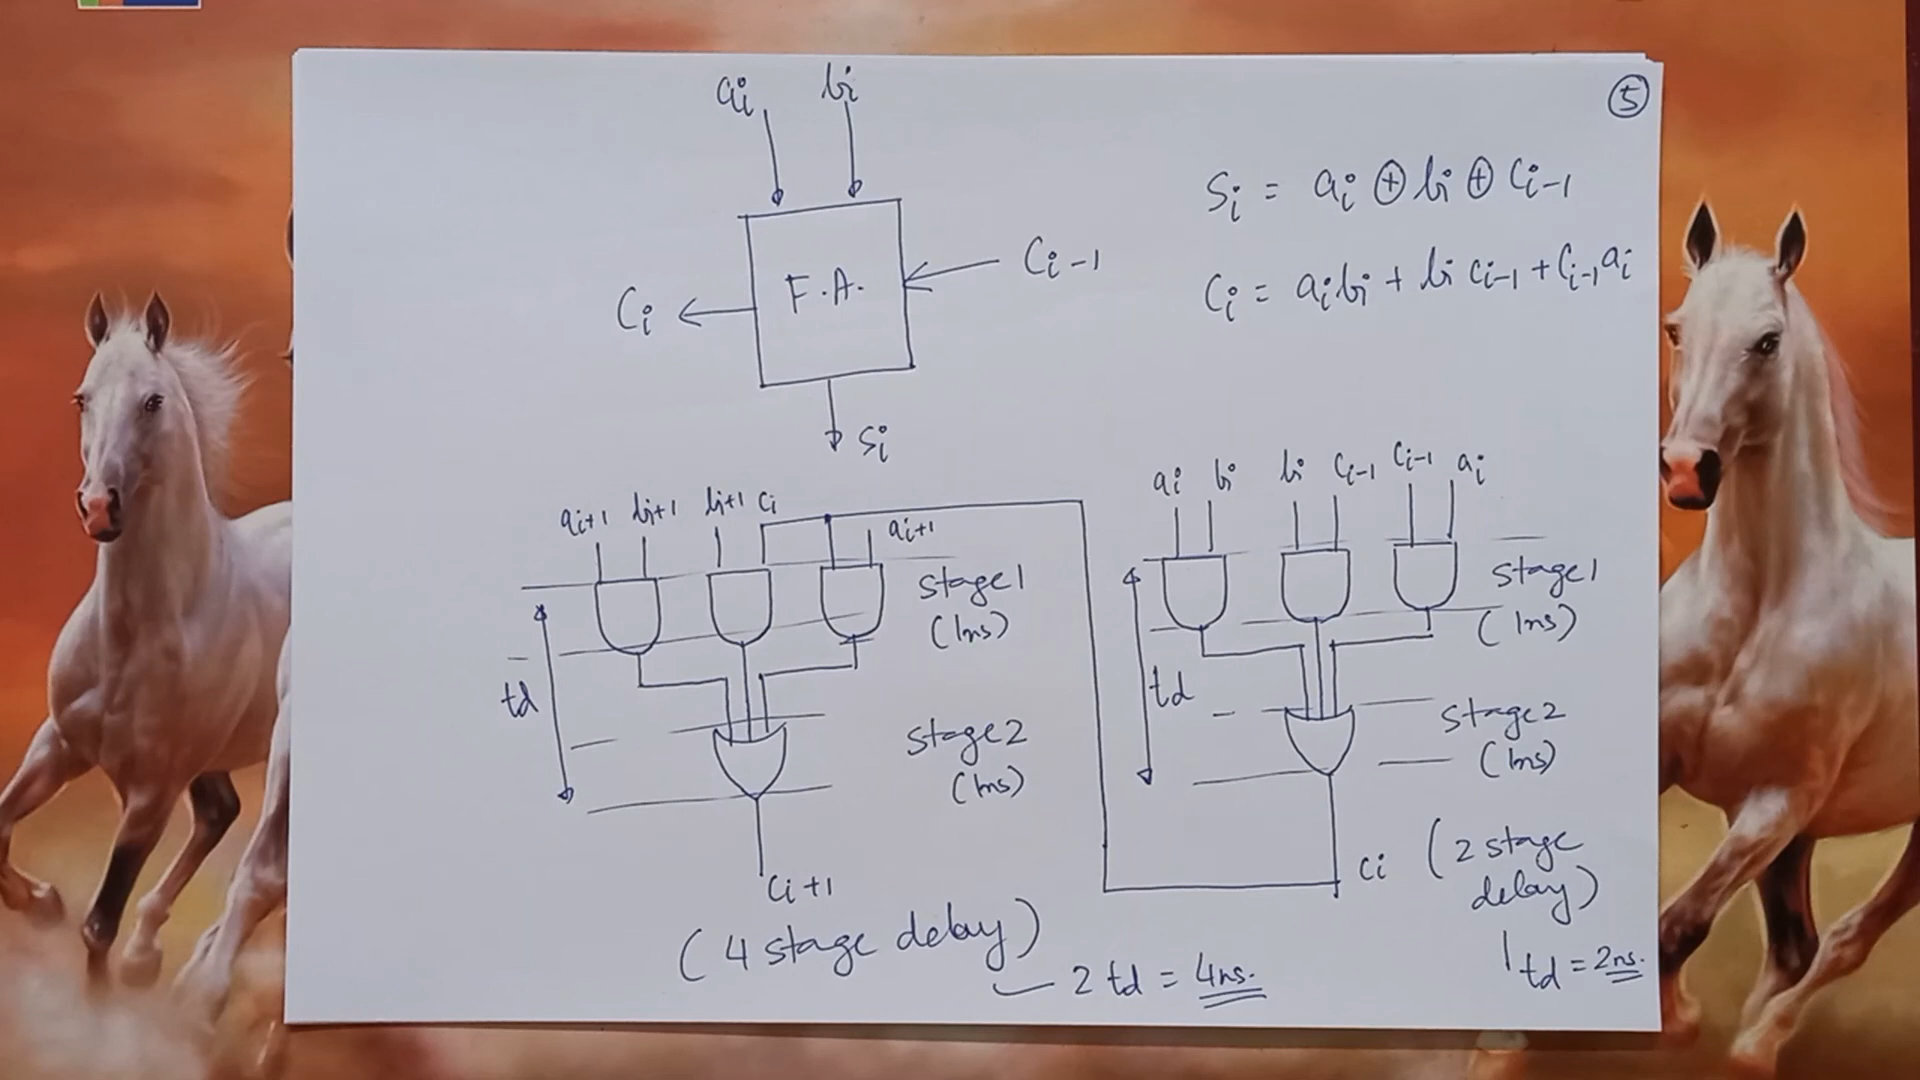 5
ai bi
Si = ai ⊕ bi ⊕ Ci-1
Ci = aibi + bi Ci-1 + Ci-1 ai
F.A.
Ci-1
Ci
Si
ai+1 bi+1 bi+1 Ci
ai+1
stage1
(1ns)
td
stage2
(1ns)
Ci+1
(4 stage delay)
2 td = 4ns.
ai bi bi Ci-1 Ci-1 ai
stage1
(1ns)
td
stage2
(1ns)
Ci (2 stage
delay)
1 td = 2ns.